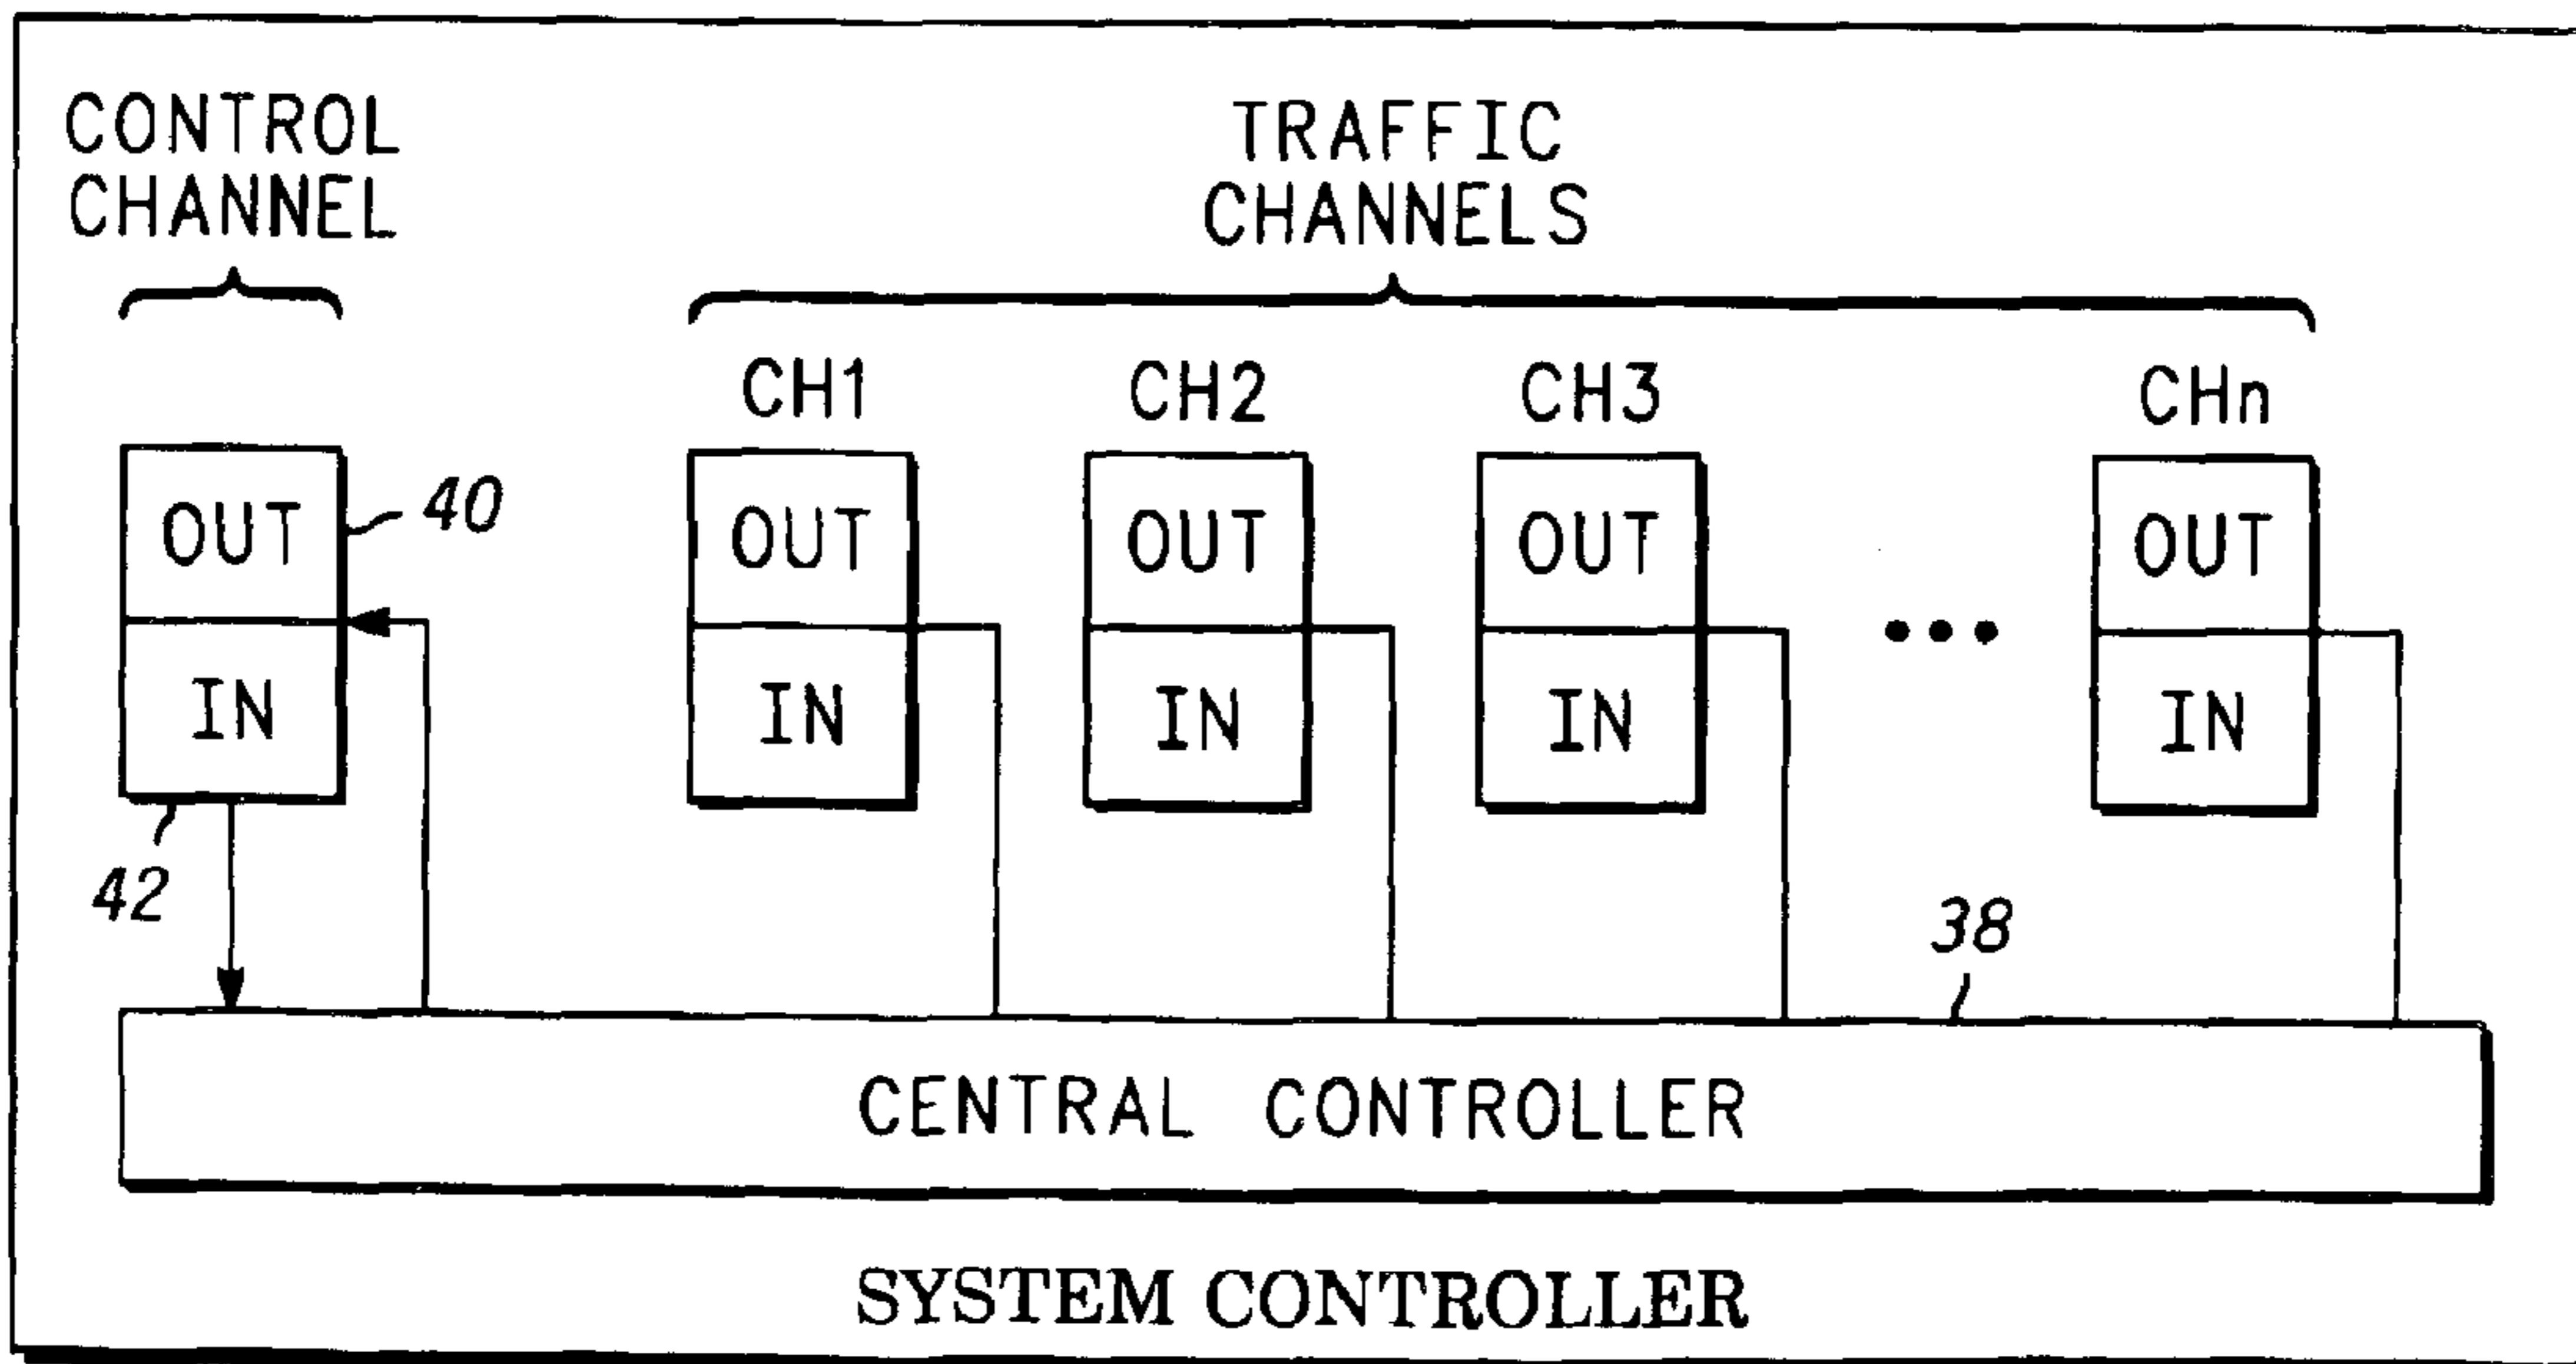 CONTROL
CHANNEL
TRAFFIC
CHANNELS
CH1
CH2
CH3
CHn
OUT
40
OUT
OUT
OUT
OUT
IN
IN
IN
IN
IN
42
38
CENTRAL CONTROLLER
SYSTEM CONTROLLER